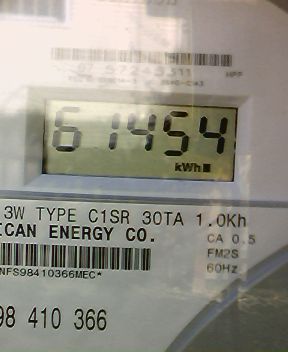 61454
kWh
3W TYPE C1SR 30TA 1.0Kh
ICAN ENERGY CO.
CA 0.5
NFS98410366MEC*
FM2S
60Hz
98 410 366